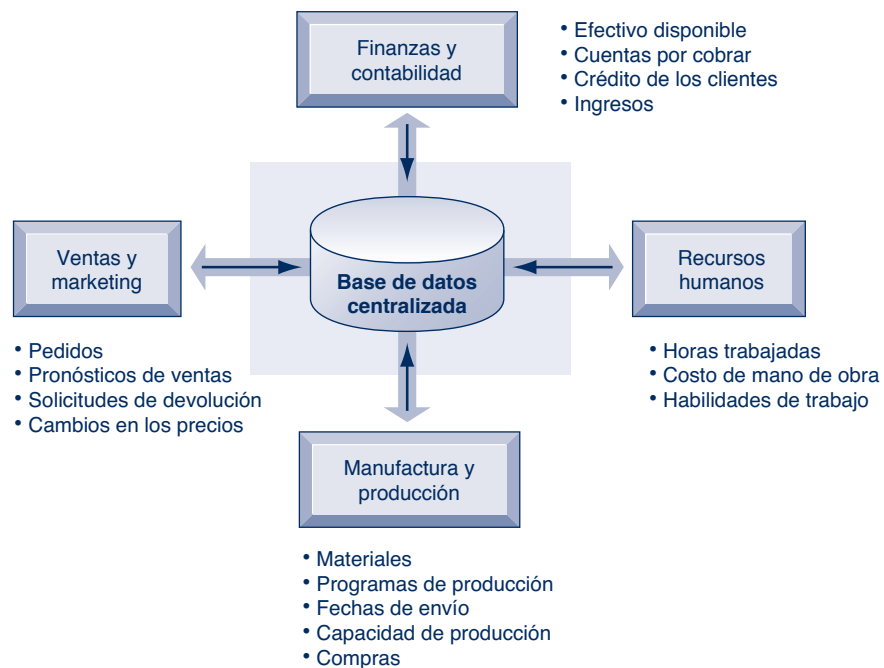 Finanzas y
contabilidad
• Efectivo disponible
• Cuentas por cobrar
• Crédito de los clientes
• Ingresos
Ventas y
marketing
• Pedidos
• Pronósticos de ventas
• Solicitudes de devolución
• Cambios en los precios
Base de datos
centralizada
Recursos
humanos
• Horas trabajadas
• Costo de mano de obra
• Habilidades de trabajo
Manufactura y
producción
• Materiales
• Programas de producción
• Fechas de envío
• Capacidad de producción
• Compras